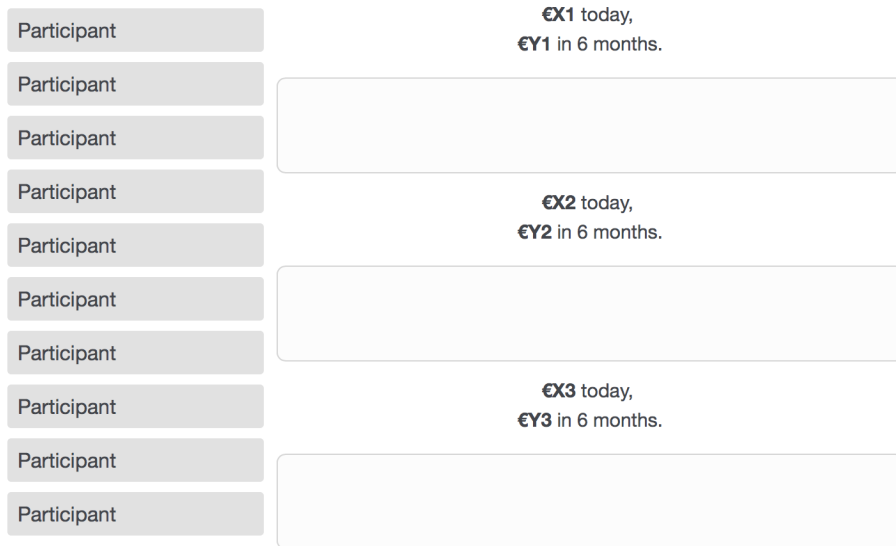 Participant
Participant
Participant
Participant
Participant
Participant
Participant
Participant
Participant
Participant
€X1 today,
€Y1 in 6 months.
€X2 today,
€Y2 in 6 months.
€X3 today,
€Y3 in 6 months.